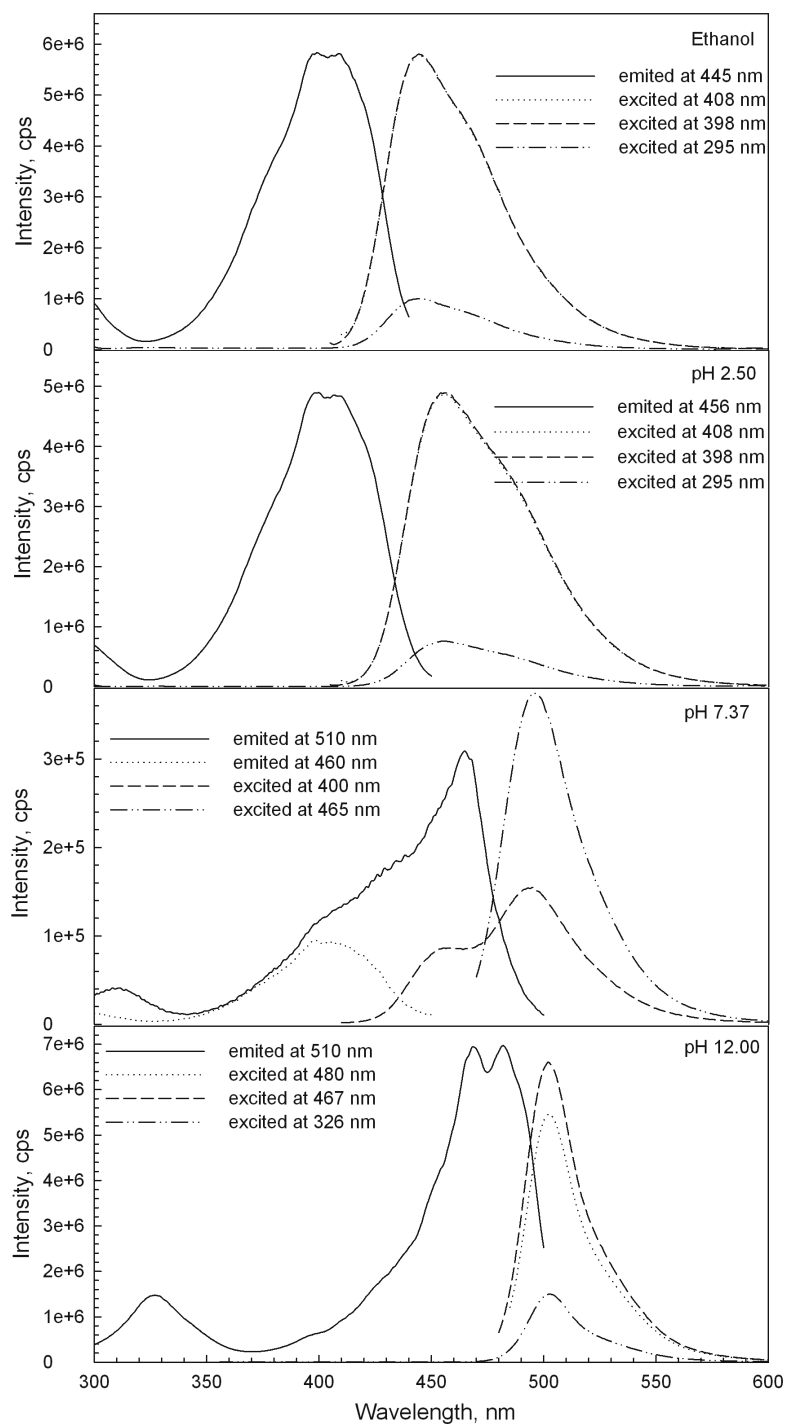 Ethanol
6e+6
5e+6
4e+6
3e+6
2e+6
1e+6
0
Intensity, cps
emited at 445 nm
excited at 408 nm
excited at 398 nm
excited at 295 nm
pH 2.50
5e+6
4e+6
3e+6
2e+6
1e+6
0
Intensity, cps
emited at 456 nm
excited at 408 nm
excited at 398 nm
excited at 295 nm
pH 7.37
3e+5
2e+5
1e+5
0
Intensity, cps
emited at 510 nm
emited at 460 nm
excited at 400 nm
excited at 465 nm
pH 12.00
7e+6
6e+6
5e+6
4e+6
3e+6
2e+6
1e+6
0
Intensity, cps
emited at 510 nm
excited at 480 nm
excited at 467 nm
excited at 326 nm
300 350 400 450 500 550 600
Wavelength, nm